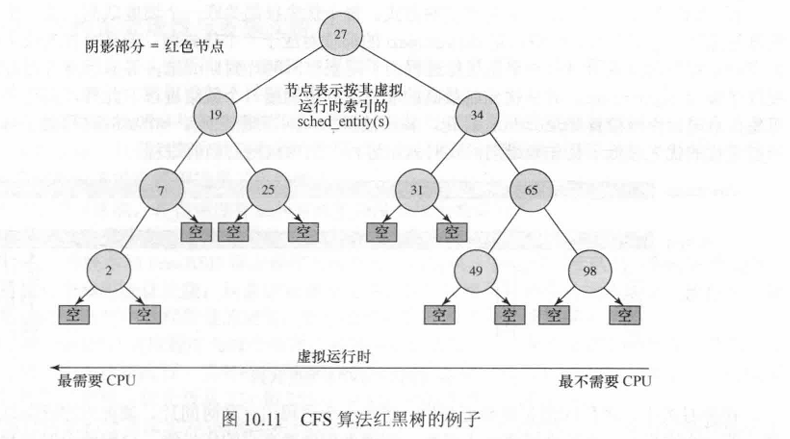 27
阴影部分 = 红色节点
节点表示按其虚拟
运行时索引的
sched_entity(s)
19
34
7
25
31
65
空
空
空
空
空
2
49
98
空
空
空
空
空
空
虚拟运行时
最需要 CPU
最不需要 CPU
图 10.11 CFS 算法红黑树的例子